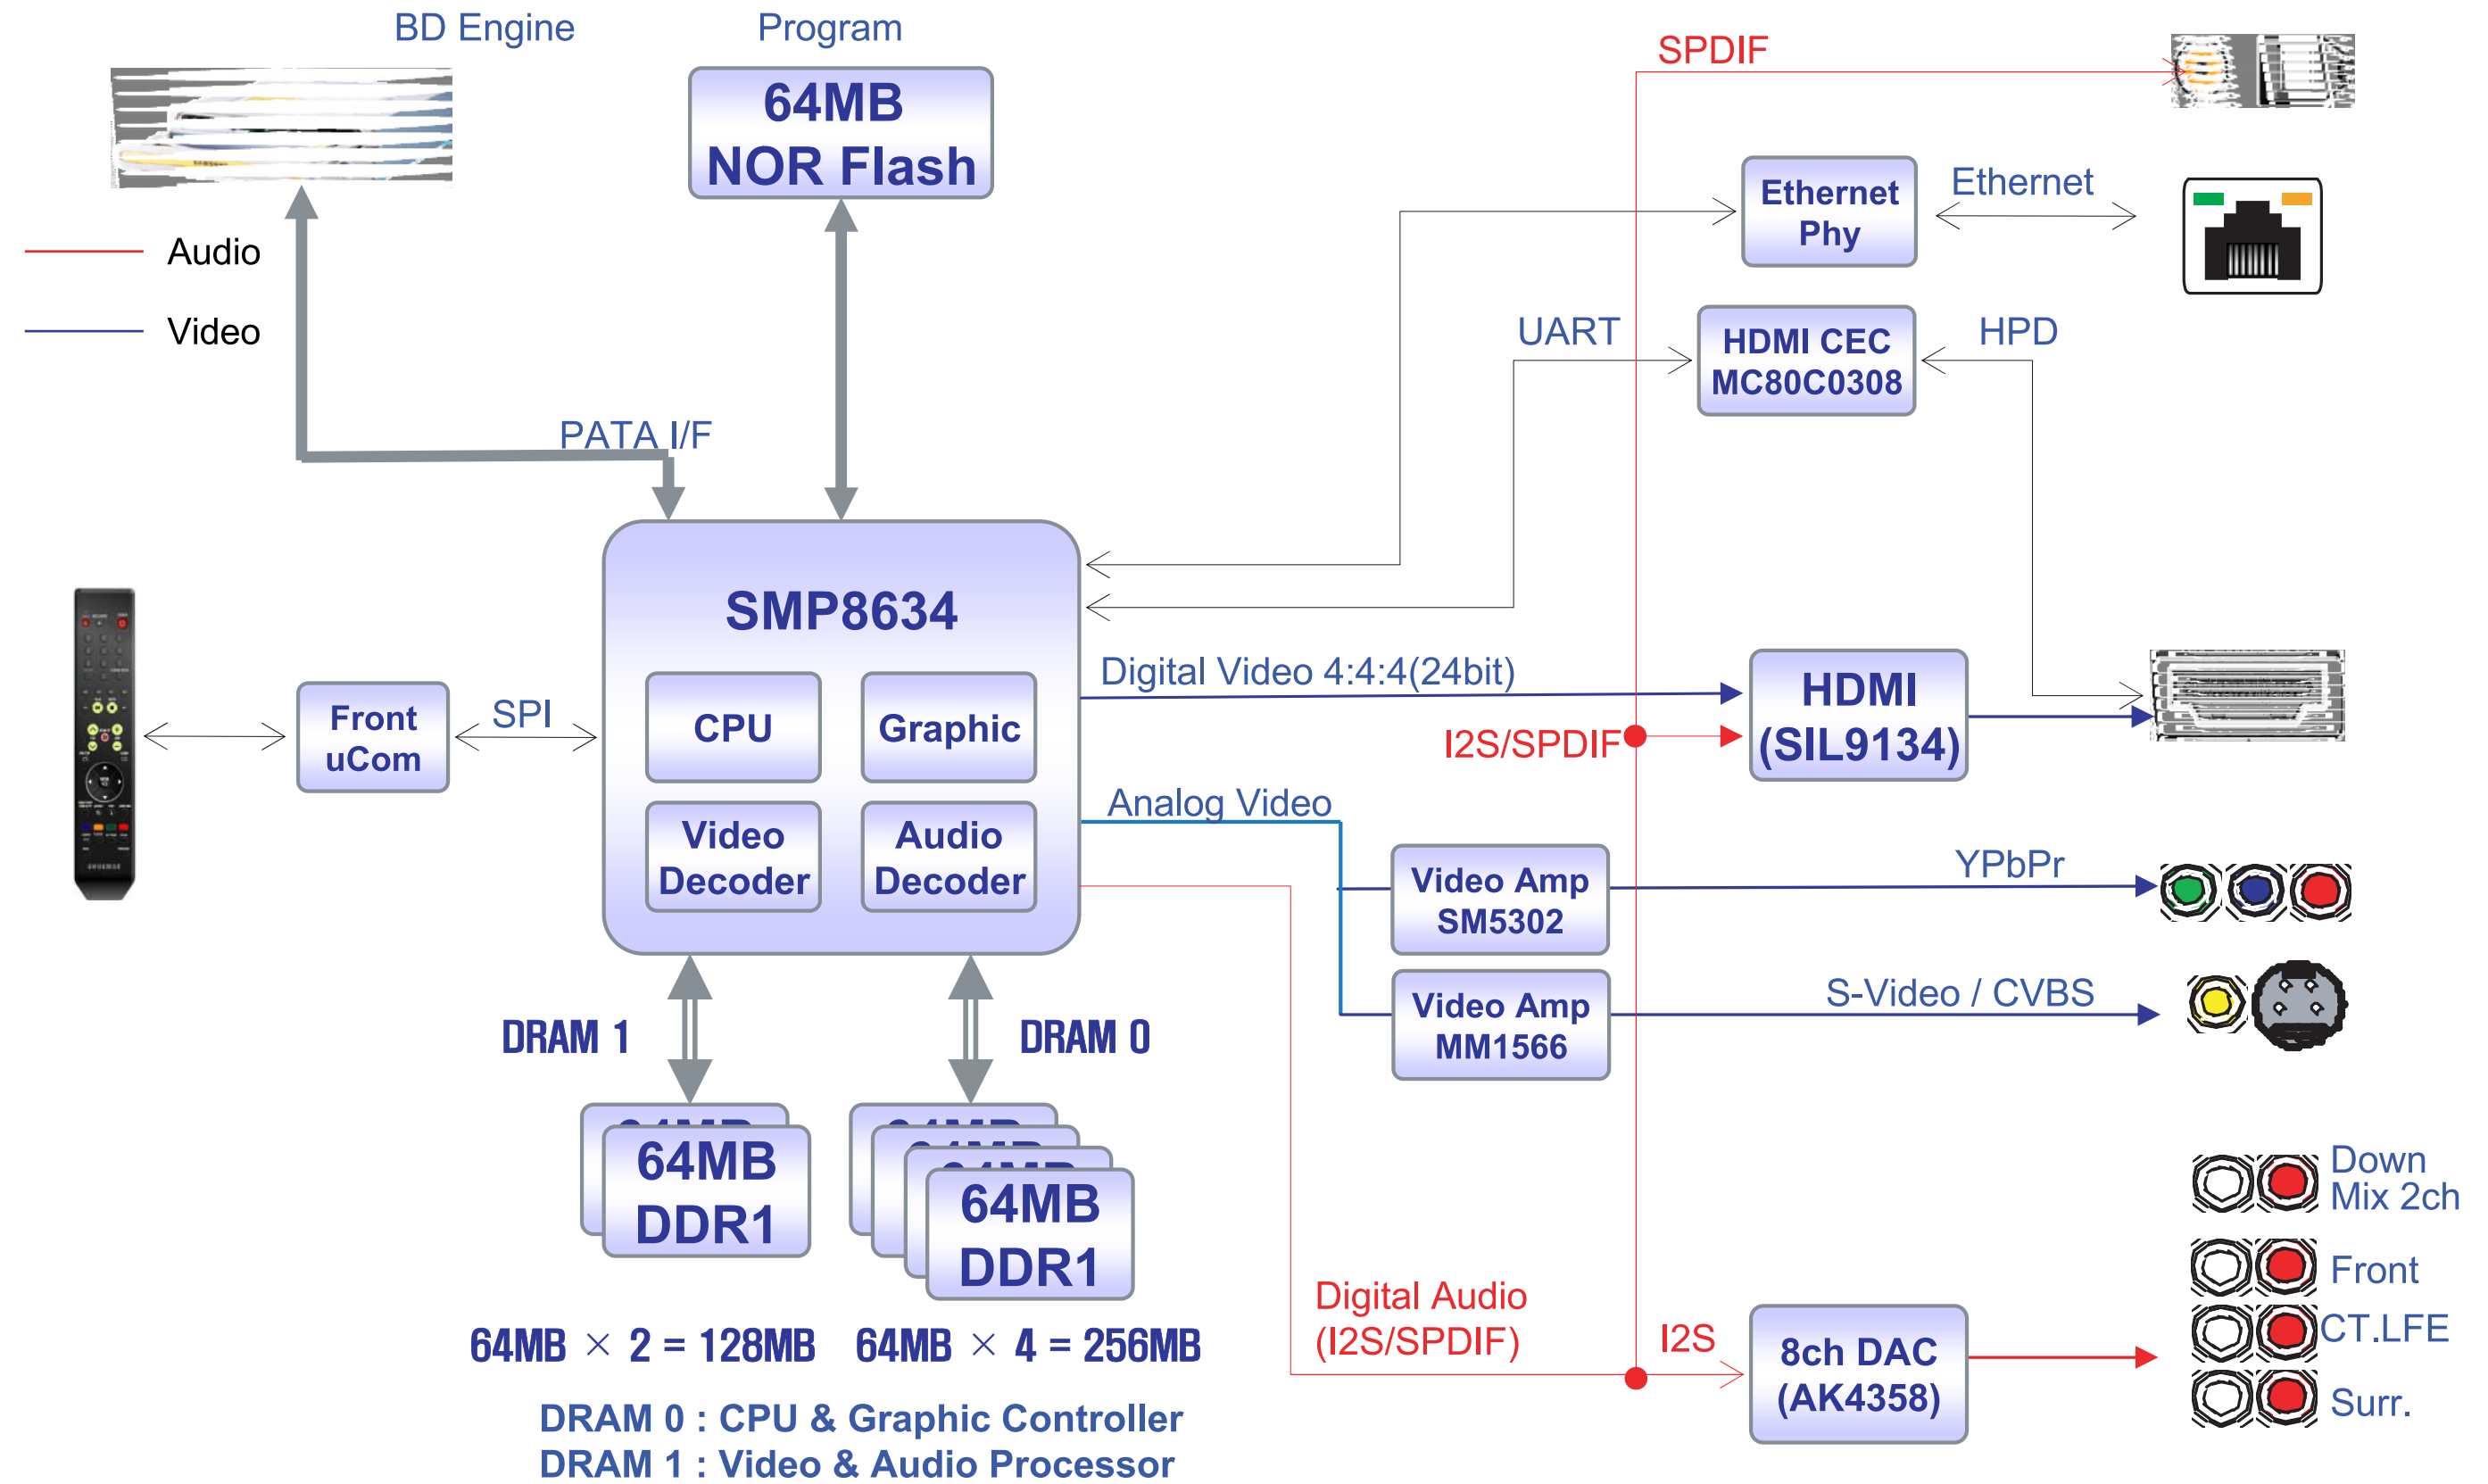 BD Engine
Program
64MB
NOR Flash
Audio
Video
PATA I/F
SPDIF
Ethernet
Phy
Ethernet
UART
HDMI CEC
MC80C0308
HPD
SMP8634
CPU
Graphic
Video
Decoder
Audio
Decoder
Front
uCom
SPI
Digital Video 4:4:4(24bit)
I2S/SPDIF
HDMI
(SIL9134)
Analog Video
Video Amp
SM5302
YPbPr
Video Amp
MM1566
S-Video / CVBS
DRAM 1
DRAM 0
64MB
64MB
DDR1
64MB
64MB
64MB
64MB
DDR1
64MB × 2 = 128MB
64MB × 4 = 256MB
DRAM 0 : CPU & Graphic Controller
DRAM 1 : Video & Audio Processor
Digital Audio
(I2S/SPDIF)
I2S
8ch DAC
(AK4358)
Down
Mix 2ch
Front
CT.LFE
Surr.